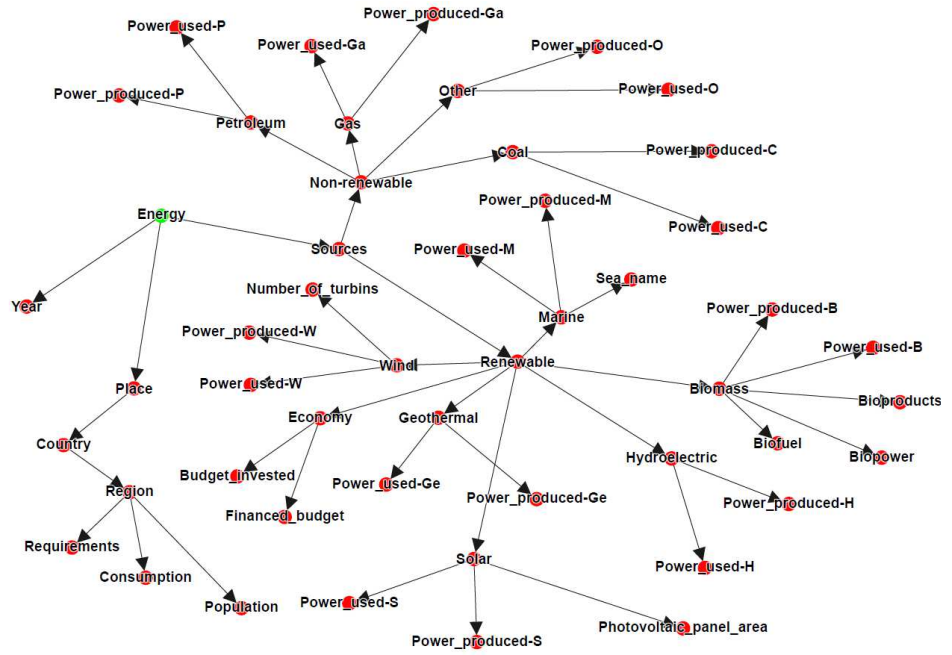 Power_produced-Ga
Power_used-P
Power_used-Ga
Power_produced-O
Power_produced-P
Other
Power_used-O
Petroleum
Gas
Coal
Power_produced-C
Non-renewable
Power_produced-M
Energy
Power_used-C
Sources
Power_used-M
Sea_name
Number_of_turbins
Year
Power_produced-B
Marine
Power_produced-W
Power_used-B
Renewable
Wind
Power_used-W
Place
Biomass
Bioproducts
Economy
Geothermal
Country
Biofuel
Hydroelectric
Biopower
Budget_invested
Power_used-Ge
Region
Power_produced-Ge
Power_produced-H
Financed_budget
Requirements
Solar
Power_used-H
Consumption
Power_used-S
Population
Photovoltaic_panel_area
Power_produced-S